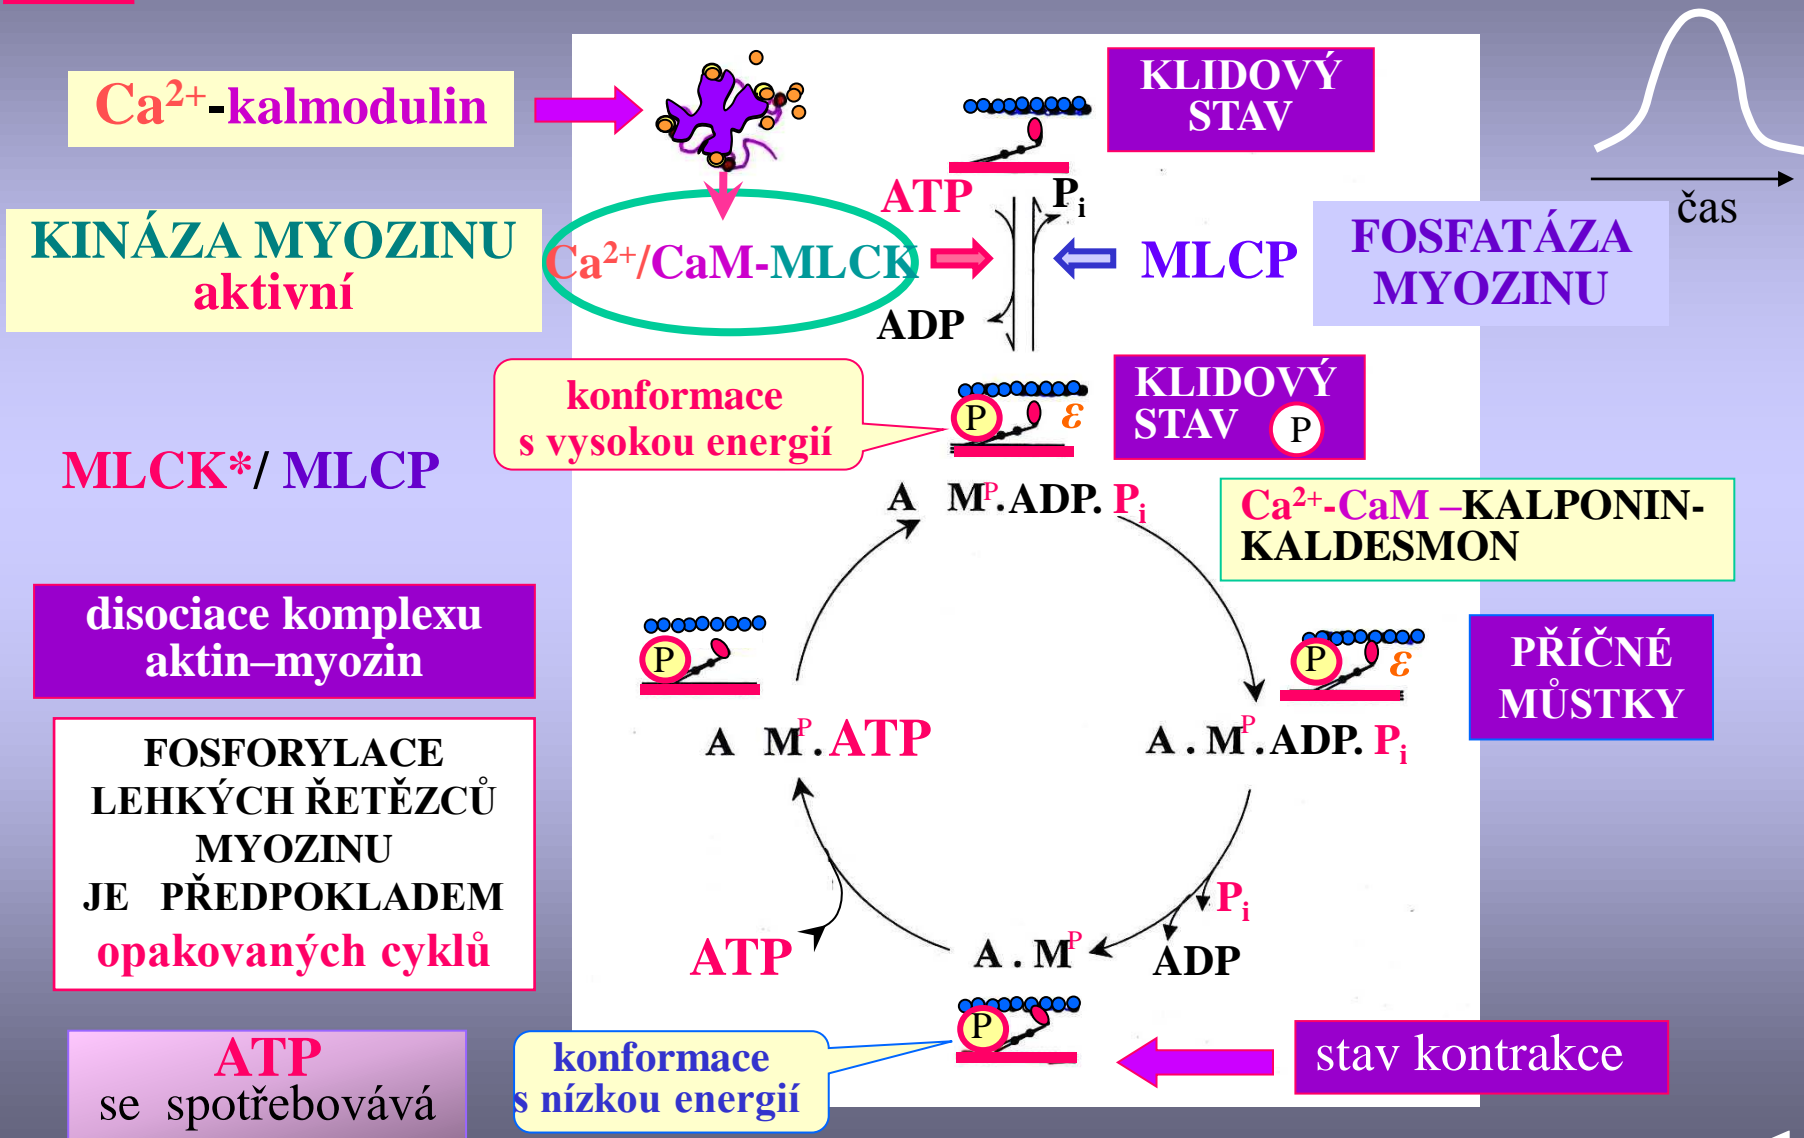 Ca²⁺-kalmodulin
KLIDOVÝ
STAV
čas
ATP
Pᵢ
KINÁZA MYOZINU
aktivní
Ca²⁺/CaM-MLCK
MLCP
FOSFATÁZA
MYOZINU
ADP
konformace
s vysokou energií
P
ε
KLIDOVÝ
STAV P
MLCK*/ MLCP
A Mᴾ.ADP.Pᵢ
Ca²⁺-CaM –KALPONIN-
KALDESMON
disociace komplexu
aktin–myozin
P
P
ε
PŘÍČNÉ
MŮSTKY
A Mᴾ.ATP
A . Mᴾ.ADP.Pᵢ
FOSFORYLACE
LEHKÝCH ŘETĚZCŮ
MYOZINU
JE PŘEDPOKLADEM
opakovaných cyklů
Pᵢ
ATP
A . Mᴾ
ADP
P
ATP
se spotřebovává
konformace
s nízkou energií
stav kontrakce